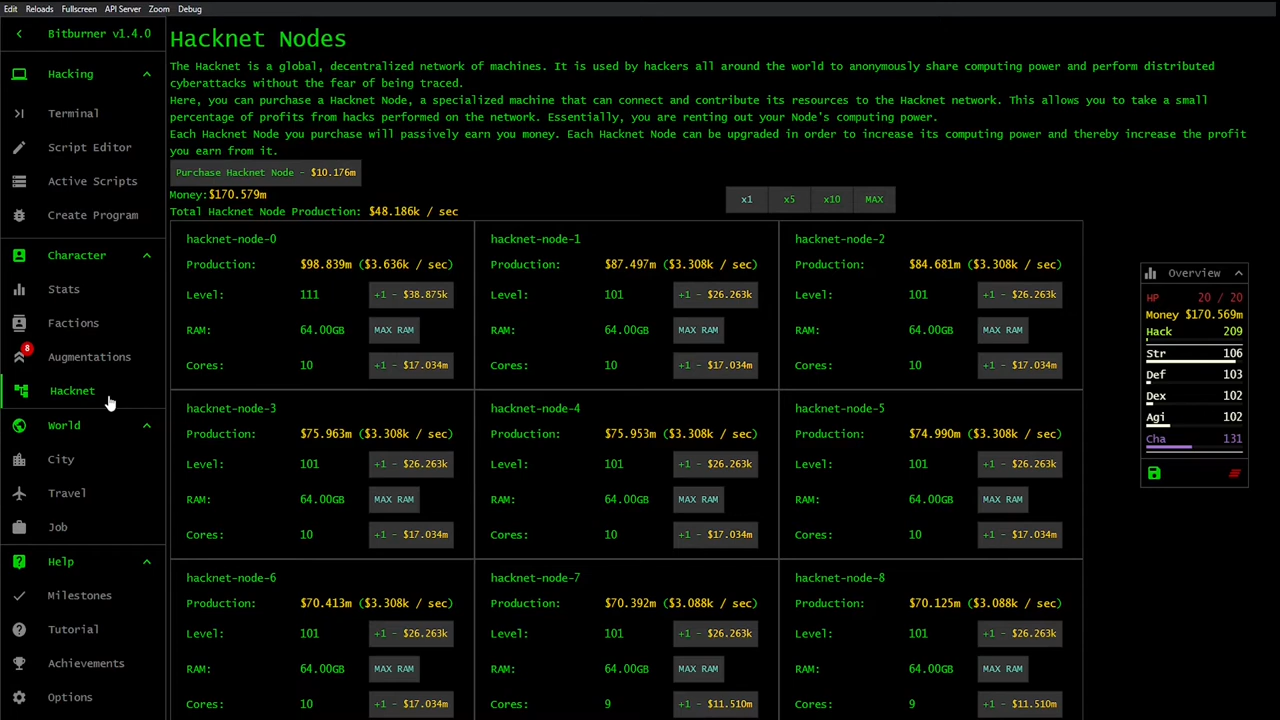 Edit Reloads Fullscreen API Server Zoom Debug
Bitburner v1.4.0
Hacking
Terminal
Script Editor
Active Scripts
Create Program
Character
Stats
Factions
8
Augmentations
Hacknet
World
City
Travel
Job
Help
Milestones
Tutorial
Achievements
Options
Hacknet Nodes
The Hacknet is a global, decentralized network of machines. It is used by hackers all around the world to anonymously share computing power and perform distributed
cyberattacks without the fear of being traced.
Here, you can purchase a Hacknet Node, a specialized machine that can connect and contribute its resources to the Hacknet network. This allows you to take a small
percentage of profits from hacks performed on the network. Essentially, you are renting out your Node's computing power.
Each Hacknet Node you purchase will passively earn you money. Each Hacknet Node can be upgraded in order to increase its computing power and thereby increase the profit
you earn from it.
Purchase Hacknet Node - $10.176m
Money:$170.579m
Total Hacknet Node Production: $48.186k / sec
x1 x5 x10 MAX
hacknet-node-0
Production: $98.839m ($3.636k / sec)
Level: 111 +1 - $38.875k
RAM: 64.00GB MAX RAM
Cores: 10 +1 - $17.034m
hacknet-node-1
Production: $87.497m ($3.308k / sec)
Level: 101 +1 - $26.263k
RAM: 64.00GB MAX RAM
Cores: 10 +1 - $17.034m
hacknet-node-2
Production: $84.681m ($3.308k / sec)
Level: 101 +1 - $26.263k
RAM: 64.00GB MAX RAM
Cores: 10 +1 - $17.034m
hacknet-node-3
Production: $75.963m ($3.308k / sec)
Level: 101 +1 - $26.263k
RAM: 64.00GB MAX RAM
Cores: 10 +1 - $17.034m
hacknet-node-4
Production: $75.953m ($3.308k / sec)
Level: 101 +1 - $26.263k
RAM: 64.00GB MAX RAM
Cores: 10 +1 - $17.034m
hacknet-node-5
Production: $74.990m ($3.308k / sec)
Level: 101 +1 - $26.263k
RAM: 64.00GB MAX RAM
Cores: 10 +1 - $17.034m
hacknet-node-6
Production: $70.413m ($3.308k / sec)
Level: 101 +1 - $26.263k
RAM: 64.00GB MAX RAM
Cores: 10 +1 - $17.034m
hacknet-node-7
Production: $70.392m ($3.088k / sec)
Level: 101 +1 - $26.263k
RAM: 64.00GB MAX RAM
Cores: 9 +1 - $11.510m
hacknet-node-8
Production: $70.125m ($3.088k / sec)
Level: 101 +1 - $26.263k
RAM: 64.00GB MAX RAM
Cores: 9 +1 - $11.510m
Overview
HP 20 / 20
Money $170.569m
Hack 209
Str 106
Def 103
Dex 102
Agi 102
Cha 131